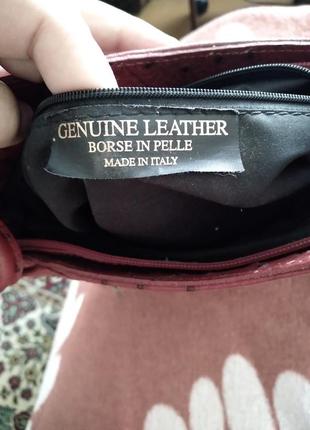 GENUINE LEATHER
BORSE IN PELLE
MADE IN ITALY